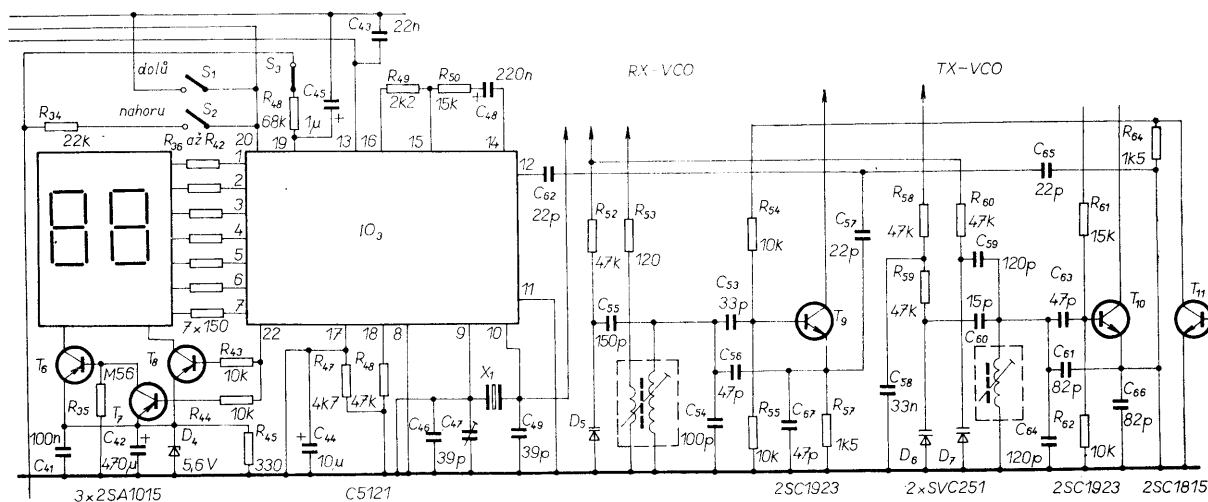 C43
22n
dolů
S1
S3
C45
R49
2k2
R50
15k
220n
C48
RX-VCO
TX-VCO
R34
22k
nahoru
S2
R48
68k
1µ
R36 až R42
20
19
13
16
15
14
R64
1k5
1
2
3
4
5
6
7
7×150
IO3
12
C62
22p
C65
22p
11
R52
47k
R53
120
R54
10k
C57
22p
R58
47k
R60
47k
C59
120p
R61
15k
R59
47k
C53
33p
C63
47p
C55
150p
T9
15p
C60
T10
T11
22
17
18
8
9
10
T6
T8
R43
10k
M56
R47
4k7
R48
47k
X1
C56
47p
C61
82p
C58
33n
R35
T7
R44
10k
D5
C54
100p
R55
10k
C67
47p
R57
1k5
C66
82p
100n
C41
C42
470µ
D4
5,6V
R45
330
C44
10µ
C46
39p
C47
C49
39p
D6
D7
C64
120p
R62
10k
3×2SA1015
C5121
2SC1923
2×SVC251
2SC1923
2SC1815